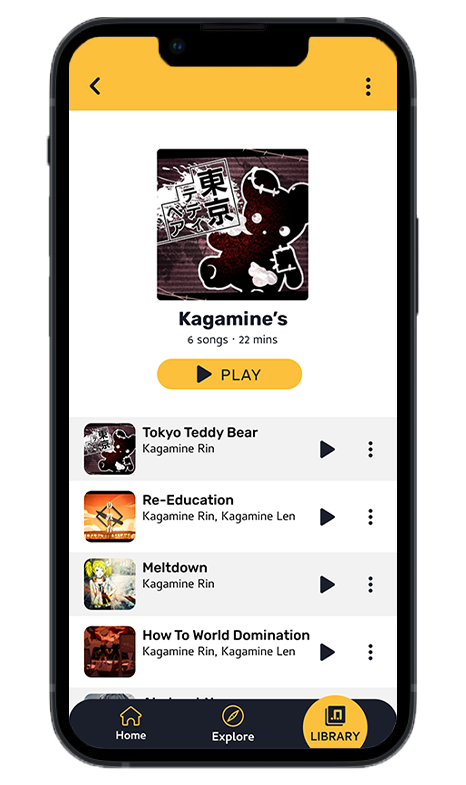 東京
テディ
ベア
Kagamine's
6 songs · 22 mins
PLAY
Tokyo Teddy Bear
Kagamine Rin
Re-Education
Kagamine Rin, Kagamine Len
Meltdown
Kagamine Rin
How To World Domination
Kagamine Rin, Kagamine Len
Home
Explore
LIBRARY